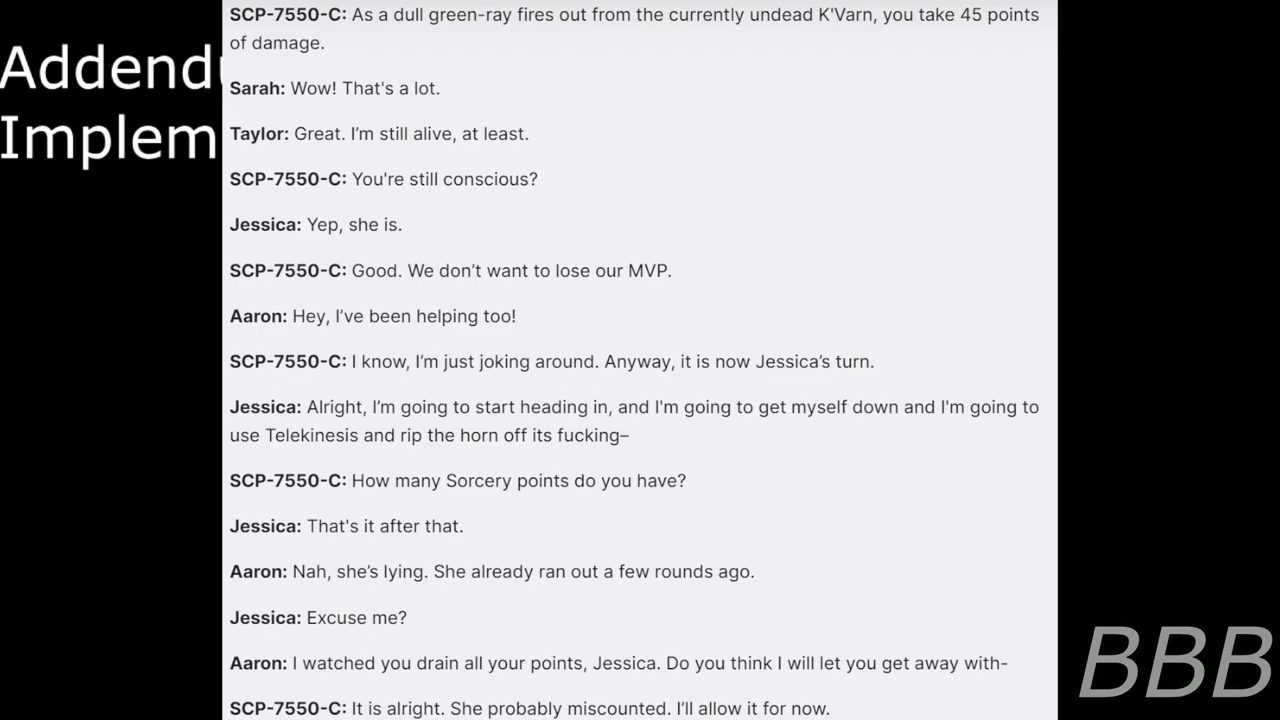 Addend
Implem
SCP-7550-C: As a dull green-ray fires out from the currently undead K'Varn, you take 45 points
of damage.
Sarah: Wow! That's a lot.
Taylor: Great. I’m still alive, at least.
SCP-7550-C: You're still conscious?
Jessica: Yep, she is.
SCP-7550-C: Good. We don’t want to lose our MVP.
Aaron: Hey, I’ve been helping too!
SCP-7550-C: I know, I’m just joking around. Anyway, it is now Jessica’s turn.
Jessica: Alright, I’m going to start heading in, and I'm going to get myself down and I'm going to
use Telekinesis and rip the horn off its fucking–
SCP-7550-C: How many Sorcery points do you have?
Jessica: That's it after that.
Aaron: Nah, she’s lying. She already ran out a few rounds ago.
Jessica: Excuse me?
Aaron: I watched you drain all your points, Jessica. Do you think I will let you get away with-
SCP-7550-C: It is alright. She probably miscounted. I’ll allow it for now.
BBB